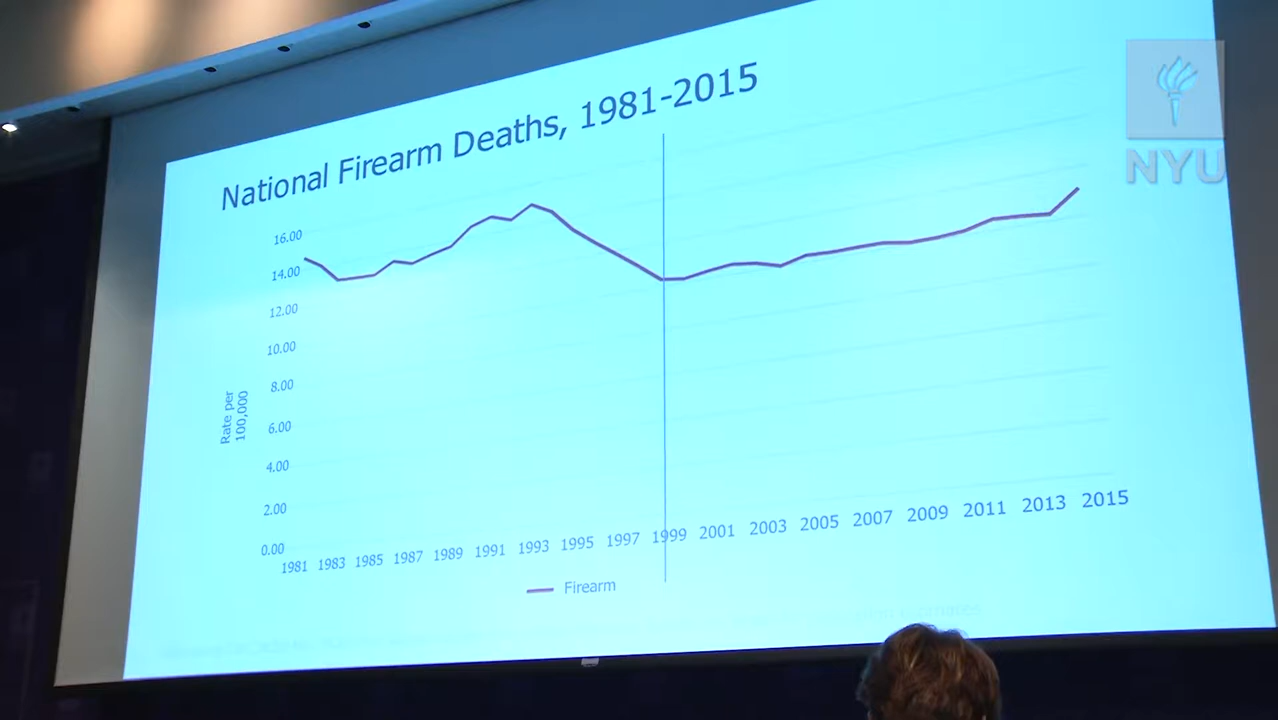 National Firearm Deaths, 1981-2015
NYU
16.00
14.00
12.00
10.00
8.00
6.00
4.00
2.00
0.00
Rate per
100,000
1981 1983 1985 1987 1989 1991 1993 1995 1997 1999 2001 2003 2005 2007 2009 2011 2013 2015
Firearm